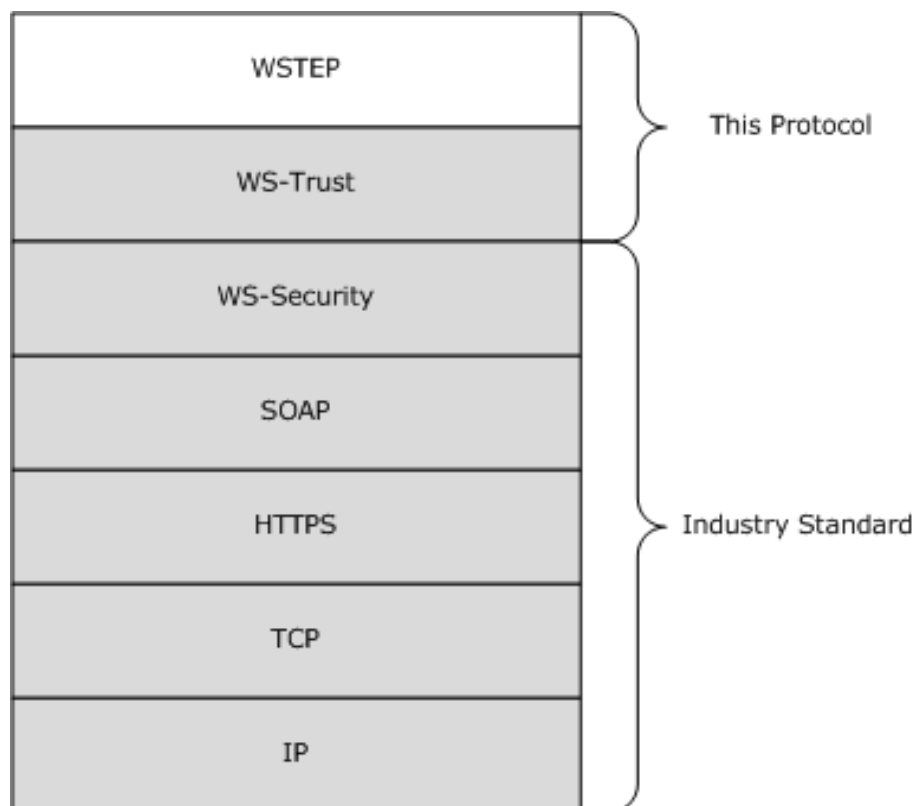 WSTEP
This Protocol
WS-Trust
WS-Security
SOAP
HTTPS
Industry Standard
TCP
IP